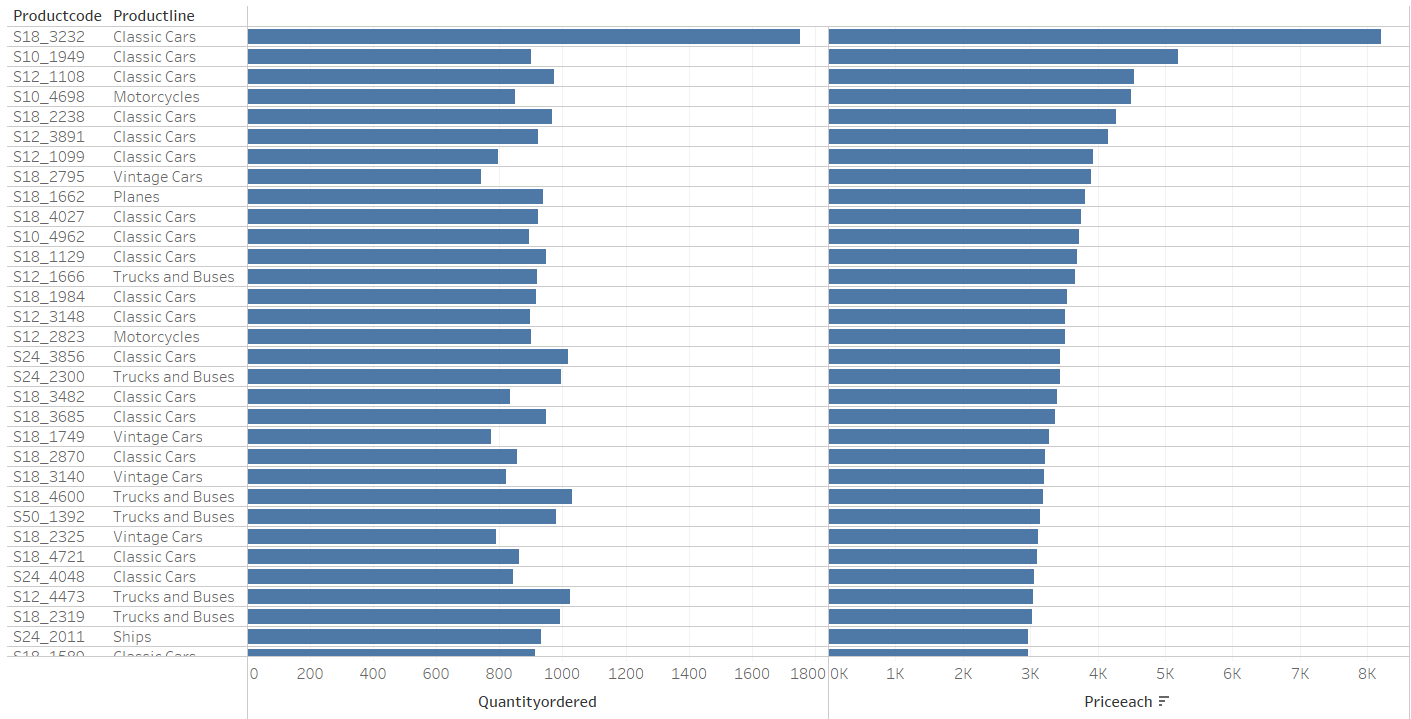 Productcode Productline
S18_3232 Classic Cars
S10_1949 Classic Cars
S12_1108 Classic Cars
S10_4698 Motorcycles
S18_2238 Classic Cars
S12_3891 Classic Cars
S12_1099 Classic Cars
S18_2795 Vintage Cars
S18_1662 Planes
S18_4027 Classic Cars
S10_4962 Classic Cars
S18_1129 Classic Cars
S12_1666 Trucks and Buses
S18_1984 Classic Cars
S12_3148 Classic Cars
S12_2823 Motorcycles
S24_3856 Classic Cars
S24_2300 Trucks and Buses
S18_3482 Classic Cars
S18_3685 Classic Cars
S18_1749 Vintage Cars
S18_2870 Classic Cars
S18_3140 Vintage Cars
S18_4600 Trucks and Buses
S50_1392 Trucks and Buses
S18_2325 Vintage Cars
S18_4721 Classic Cars
S24_4048 Classic Cars
S12_4473 Trucks and Buses
S18_2319 Trucks and Buses
S24_2011 Ships
S18_1589 Classic Cars
0 200 400 600 800 1000 1200 1400 1600 1800 0K 1K 2K 3K 4K 5K 6K 7K 8K
Quantityordered Priceeach